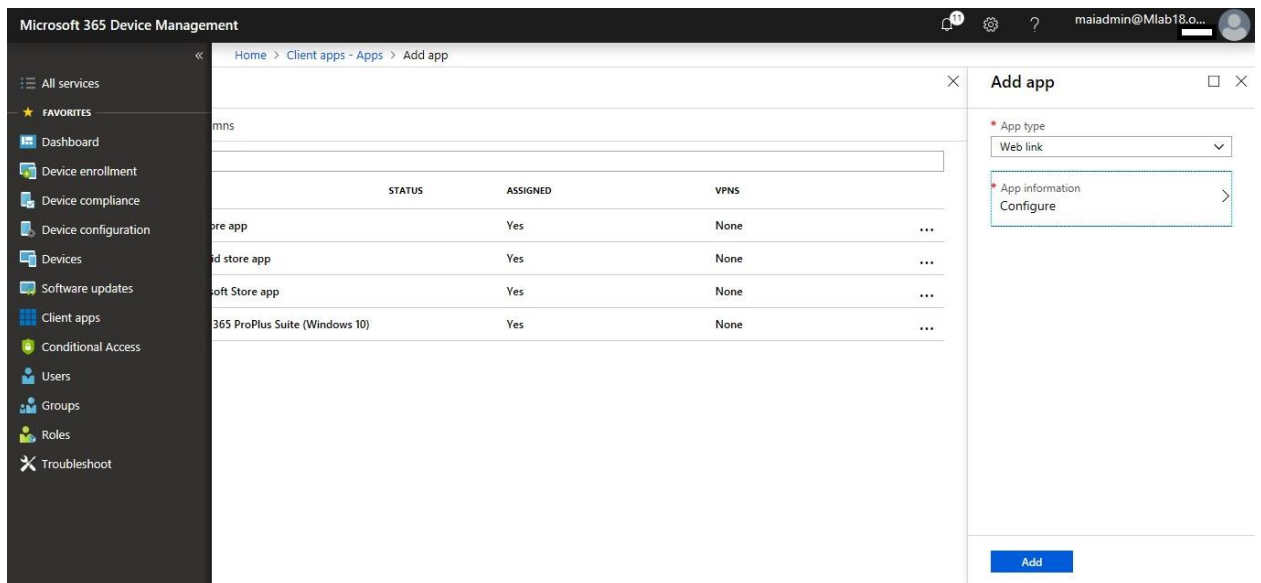 Microsoft 365 Device Management
11
?
maiadmin@Mlab18.o...
«
Home > Client apps - Apps > Add app
All services
FAVORITES
Dashboard
Device enrollment
Device compliance
Device configuration
Devices
Software updates
Client apps
Conditional Access
Users
Groups
Roles
Troubleshoot
mns
STATUS ASSIGNED VPNS
ore app Yes None ...
id store app Yes None ...
soft Store app Yes None ...
365 ProPlus Suite (Windows 10) Yes None ...
Add app
* App type
Web link
* App information
Configure
Add